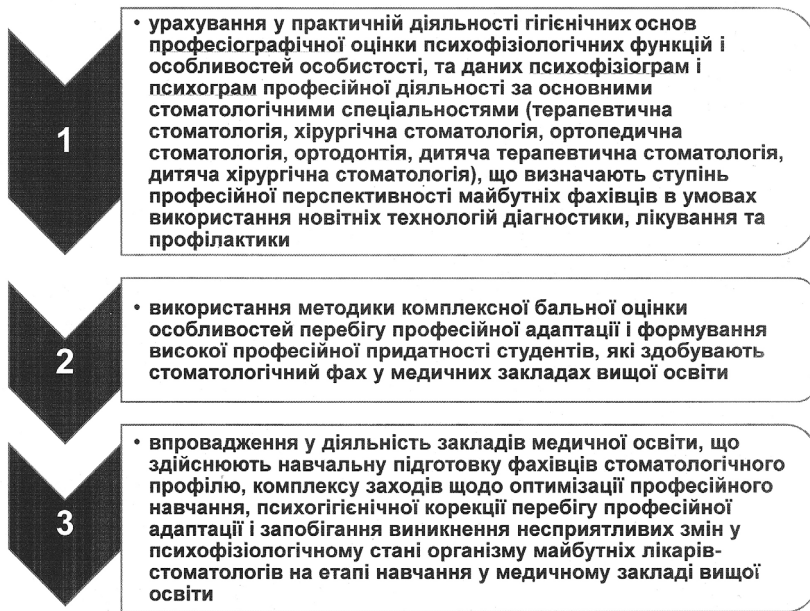 1
• урахування у практичній діяльності гігієнічних основ
професіографічної оцінки психофізіологічних функцій і
особливостей особистості, та даних психофізіограм і
психограм професійної діяльності за основними
стоматологічними спеціальностями (терапевтична
стоматологія, хірургічна стоматологія, ортопедична
стоматологія, ортодонтія, дитяча терапевтична стоматологія,
дитяча хірургічна стоматологія), що визначають ступінь
професійної перспективності майбутніх фахівців в умовах
використання новітніх технологій діагностики, лікування та
профілактики
2
• використання методики комплексної бальної оцінки
особливостей перебігу професійної адаптації і формування
високої професійної придатності студентів, які здобувають
стоматологічний фах у медичних закладах вищої освіти
3
• впровадження у діяльність закладів медичної освіти, що
здійснюють навчальну підготовку фахівців стоматологічного
профілю, комплексу заходів щодо оптимізації професійного
навчання, психогігієнічної корекції перебігу професійної
адаптації і запобігання виникнення несприятливих змін у
психофізіологічному стані організму майбутніх лікарів-
стоматологів на етапі навчання у медичному закладі вищої
освіти